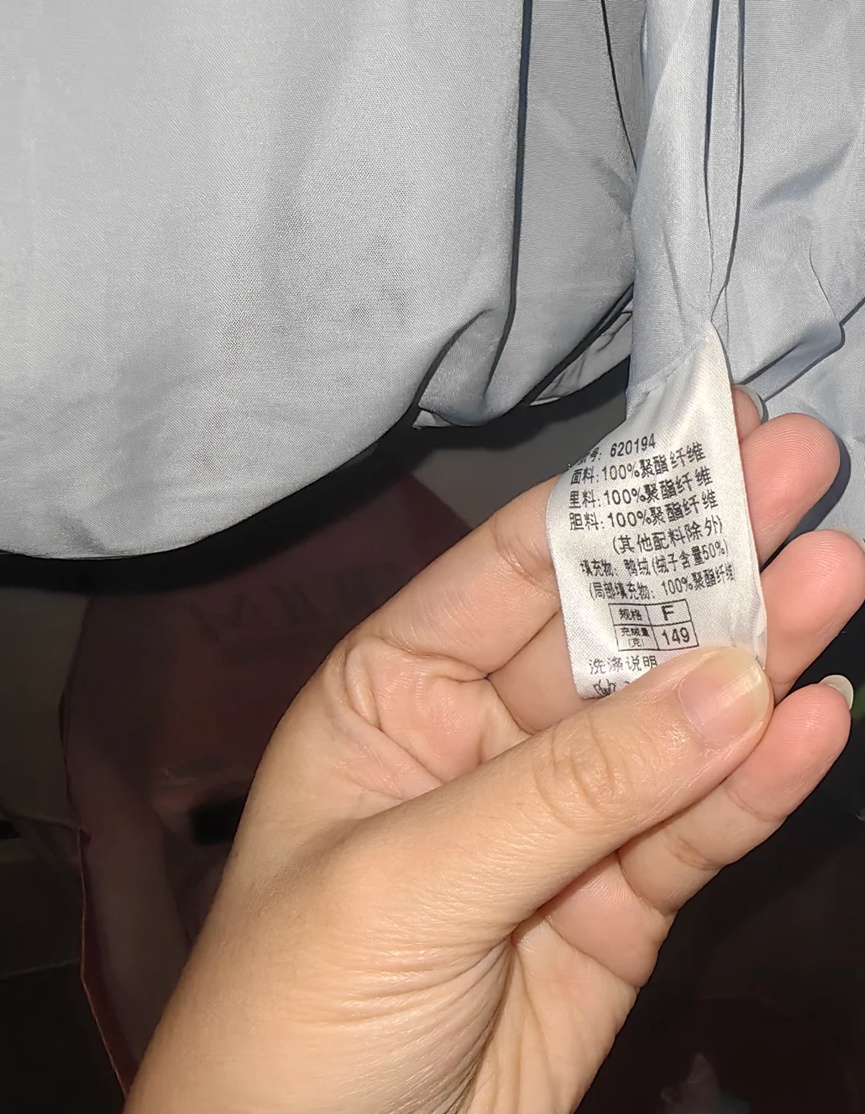 号: 620194
面料: 100%聚酯纤维
里料: 100%聚酯纤维
胆料: 100%聚酯纤维
(其他配料除外)
填充物: 鸭绒(绒子含量50%)
(局部填充物: 100%聚酯纤维
规格 F
充绒量(克) 149
洗涤说明